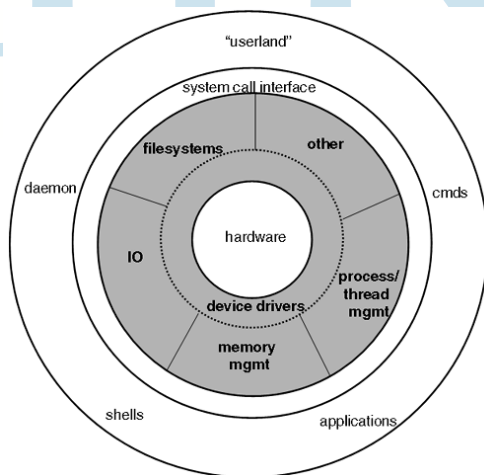 “userland”
system call interface
filesystems
other
daemon
cmds
hardware
IO
process/
thread
mgmt
device drivers
memory
mgmt
shells
applications